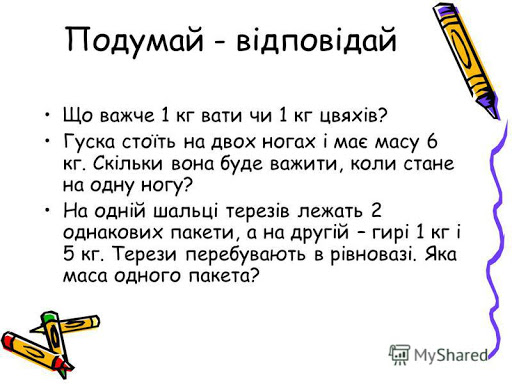 Подумай - відповідай
• Що важче 1 кг вати чи 1 кг цвяхів?
• Гуска стоїть на двох ногах і має масу 6
кг. Скільки вона буде важити, коли стане
на одну ногу?
• На одній шальці терезів лежать 2
однакових пакети, а на другій – гирі 1 кг і
5 кг. Терези перебувають в рівновазі. Яка
маса одного пакета?
MyShared